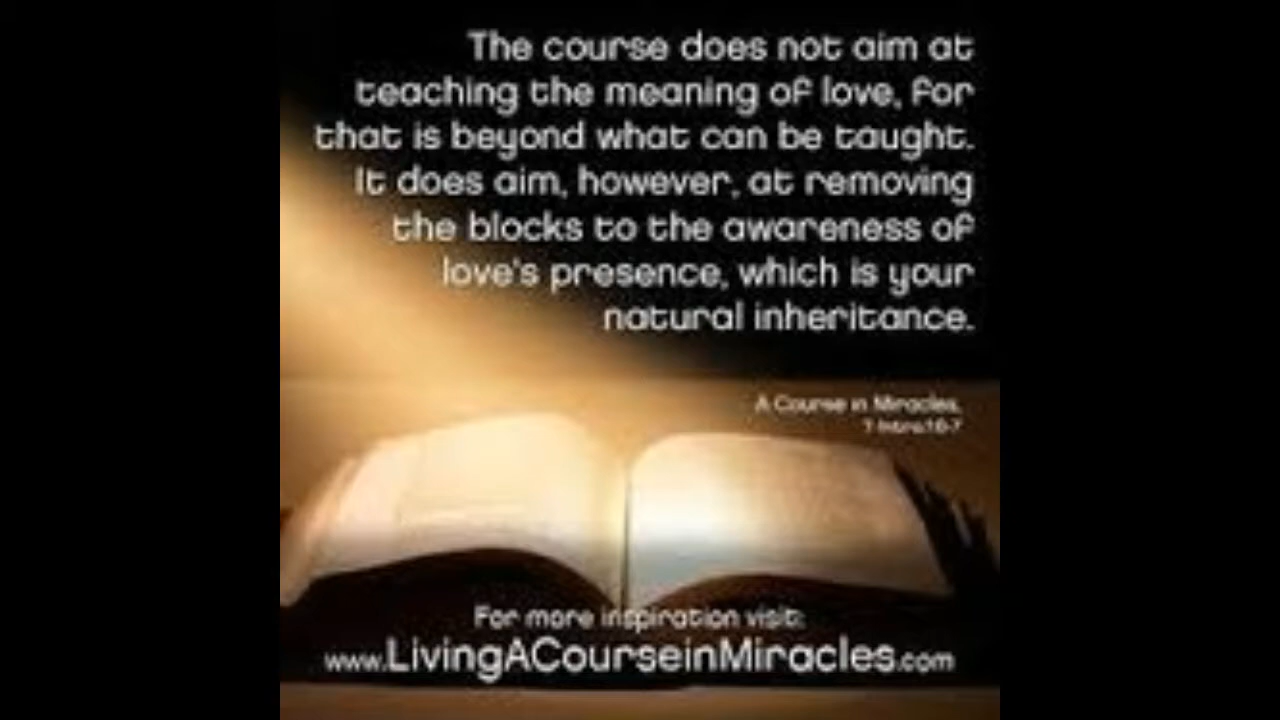 The course does not aim at
teaching the meaning of love, for
that is beyond what can be taught.
It does aim, however, at removing
the blocks to the awareness of
love's presence, which is your
natural inheritance.
A Course in Miracles,
For more inspiration visit:
www.LivingACourseinMiracles.com